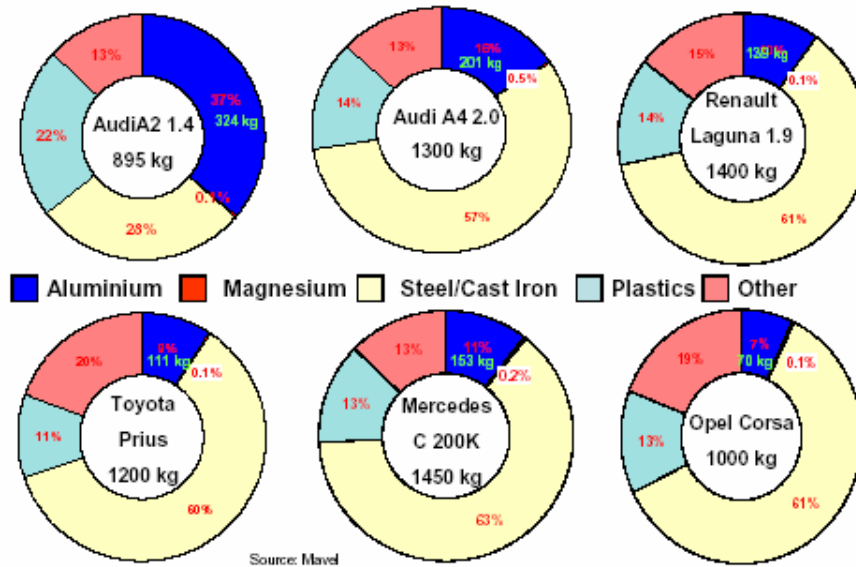 13%
37%
324 kg
22%
AudiA2 1.4
895 kg
0.1%
28%
13%
201 kg
0.5%
14%
Audi A4 2.0
1300 kg
57%
15%
139 kg
0.1%
14%
Renault
Laguna 1.9
1400 kg
61%
Aluminium Magnesium Steel/Cast Iron Plastics Other
20%
9%
111 kg
0.1%
11%
Toyota
Prius
1200 kg
60%
13%
11%
153 kg
0.2%
13%
Mercedes
C 200K
1450 kg
63%
19%
7%
70 kg
0.1%
13%
Opel Corsa
1000 kg
61%
Source: Mavel